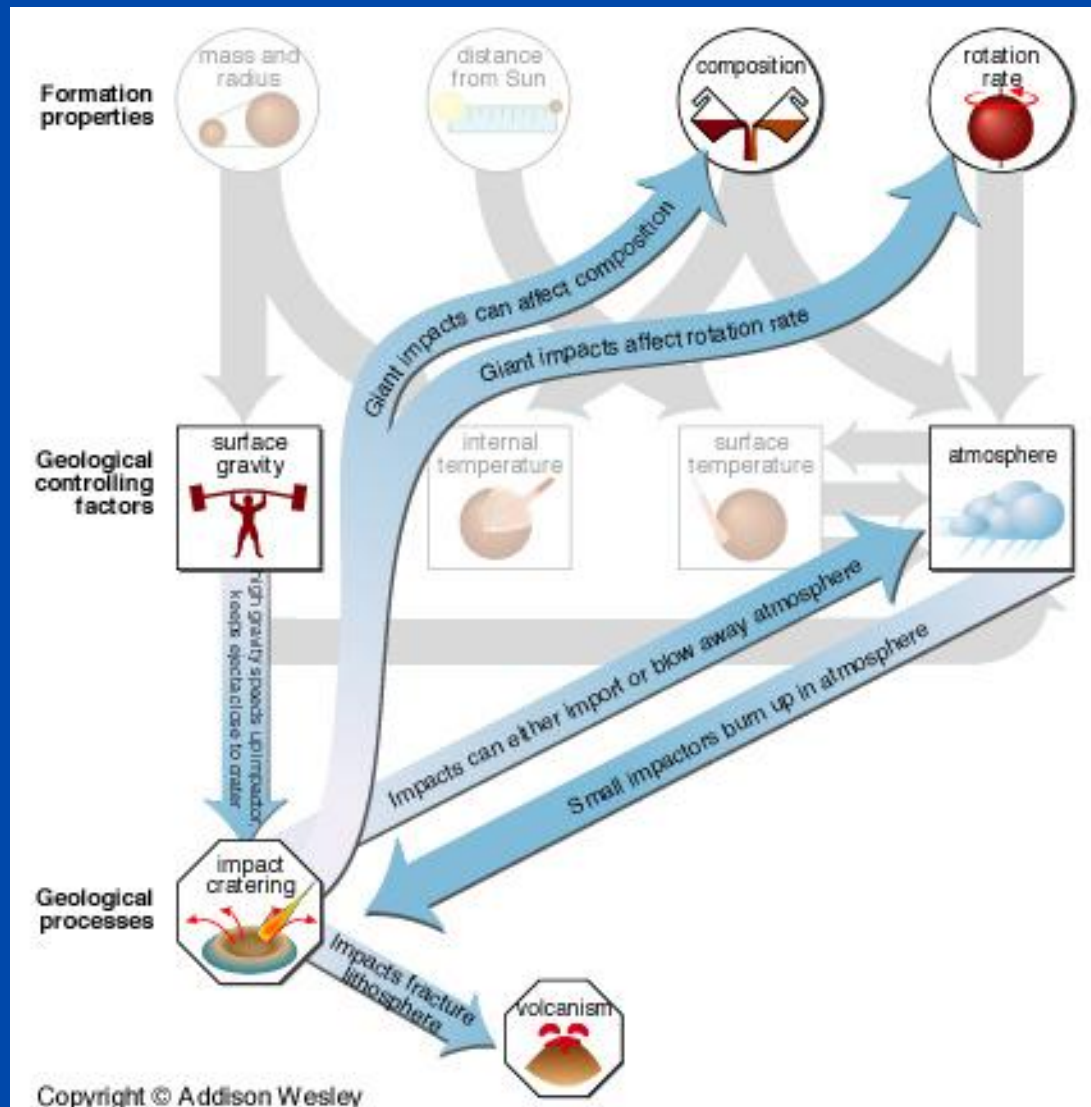 mass and
radius
distance
from Sun
composition
rotation
rate
Formation
properties
Giant impacts can affect composition
Giant impacts affect rotation rate
Geological
controlling
factors
surface
gravity
internal
temperature
surface
temperature
atmosphere
high gravity speeds up impactor,
keeps ejecta close to crater
Impacts can either import or blow away atmosphere
Small impactors burn up in atmosphere
Geological
processes
impact
cratering
Impacts fracture
lithosphere
volcanism
Copyright © Addison Wesley